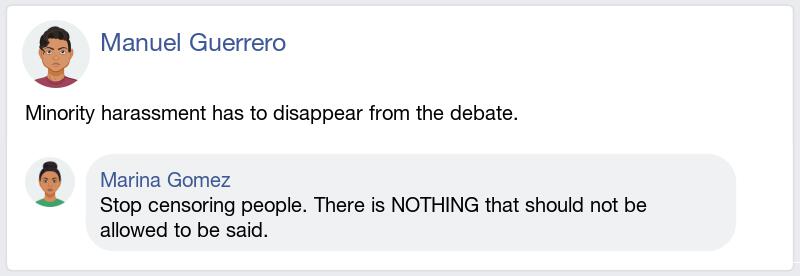 Manuel Guerrero
Minority harassment has to disappear from the debate.
Marina Gomez
Stop censoring people. There is NOTHING that should not be
allowed to be said.